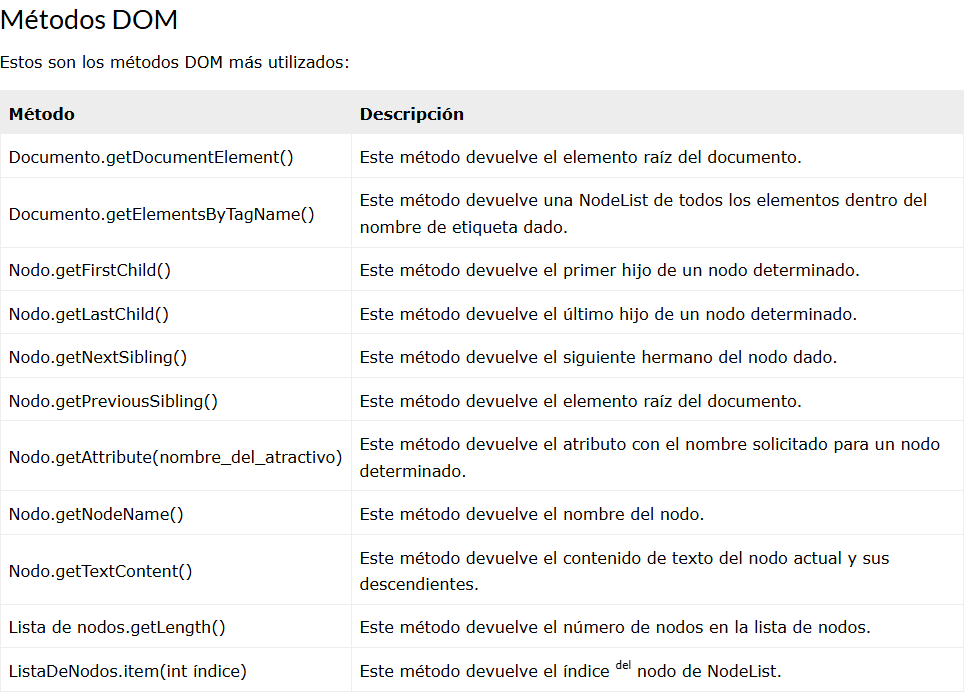 Métodos DOM
Estos son los métodos DOM más utilizados:
Método Descripción
Documento.getDocumentElement() Este método devuelve el elemento raíz del documento.
Documento.getElementsByTagName() Este método devuelve una NodeList de todos los elementos dentro del
nombre de etiqueta dado.
Nodo.getFirstChild() Este método devuelve el primer hijo de un nodo determinado.
Nodo.getLastChild() Este método devuelve el último hijo de un nodo determinado.
Nodo.getNextSibling() Este método devuelve el siguiente hermano del nodo dado.
Nodo.getPreviousSibling() Este método devuelve el elemento raíz del documento.
Nodo.getAttribute(nombre_del_atractivo) Este método devuelve el atributo con el nombre solicitado para un nodo
determinado.
Nodo.getNodeName() Este método devuelve el nombre del nodo.
Nodo.getTextContent() Este método devuelve el contenido de texto del nodo actual y sus
descendientes.
Lista de nodos.getLength() Este método devuelve el número de nodos en la lista de nodos.
ListaDeNodos.item(int índice) Este método devuelve el índice del nodo de NodeList.